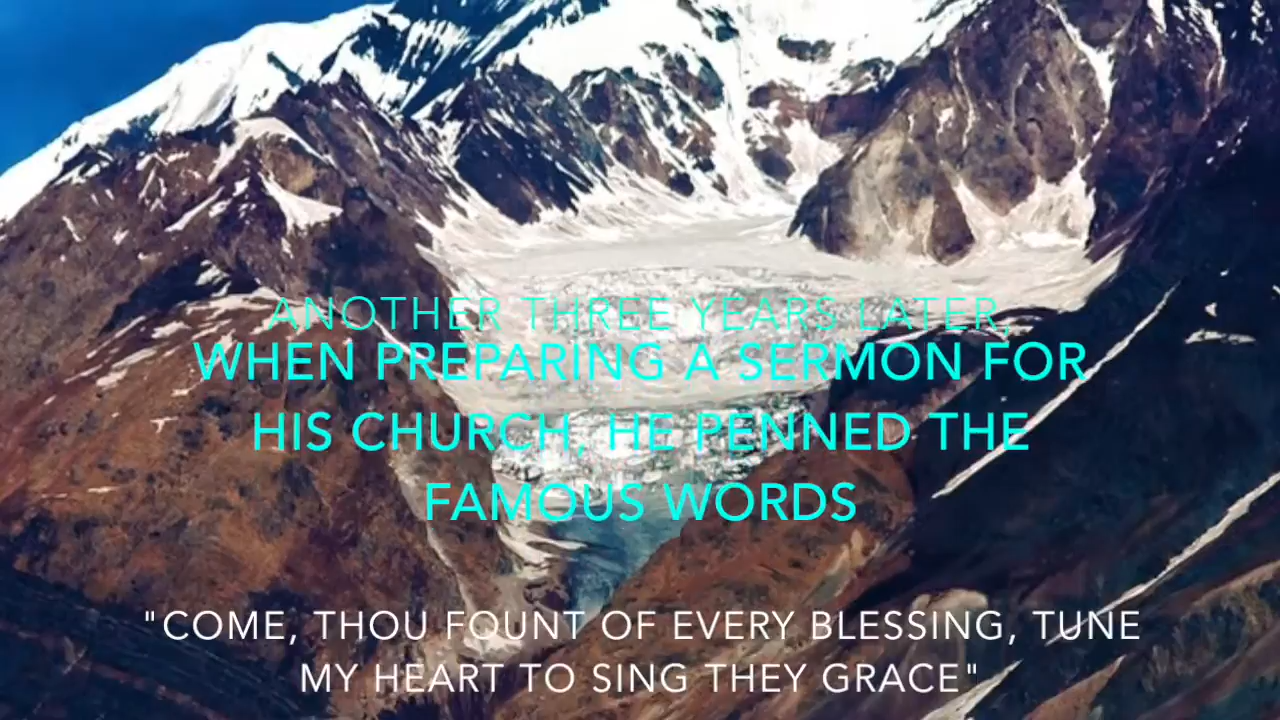 ANOTHER THREE YEARS LATER,
WHEN PREPARING A SERMON FOR
HIS CHURCH, HE PENNED THE
FAMOUS WORDS
"COME, THOU FOUNT OF EVERY BLESSING, TUNE
MY HEART TO SING THEY GRACE"